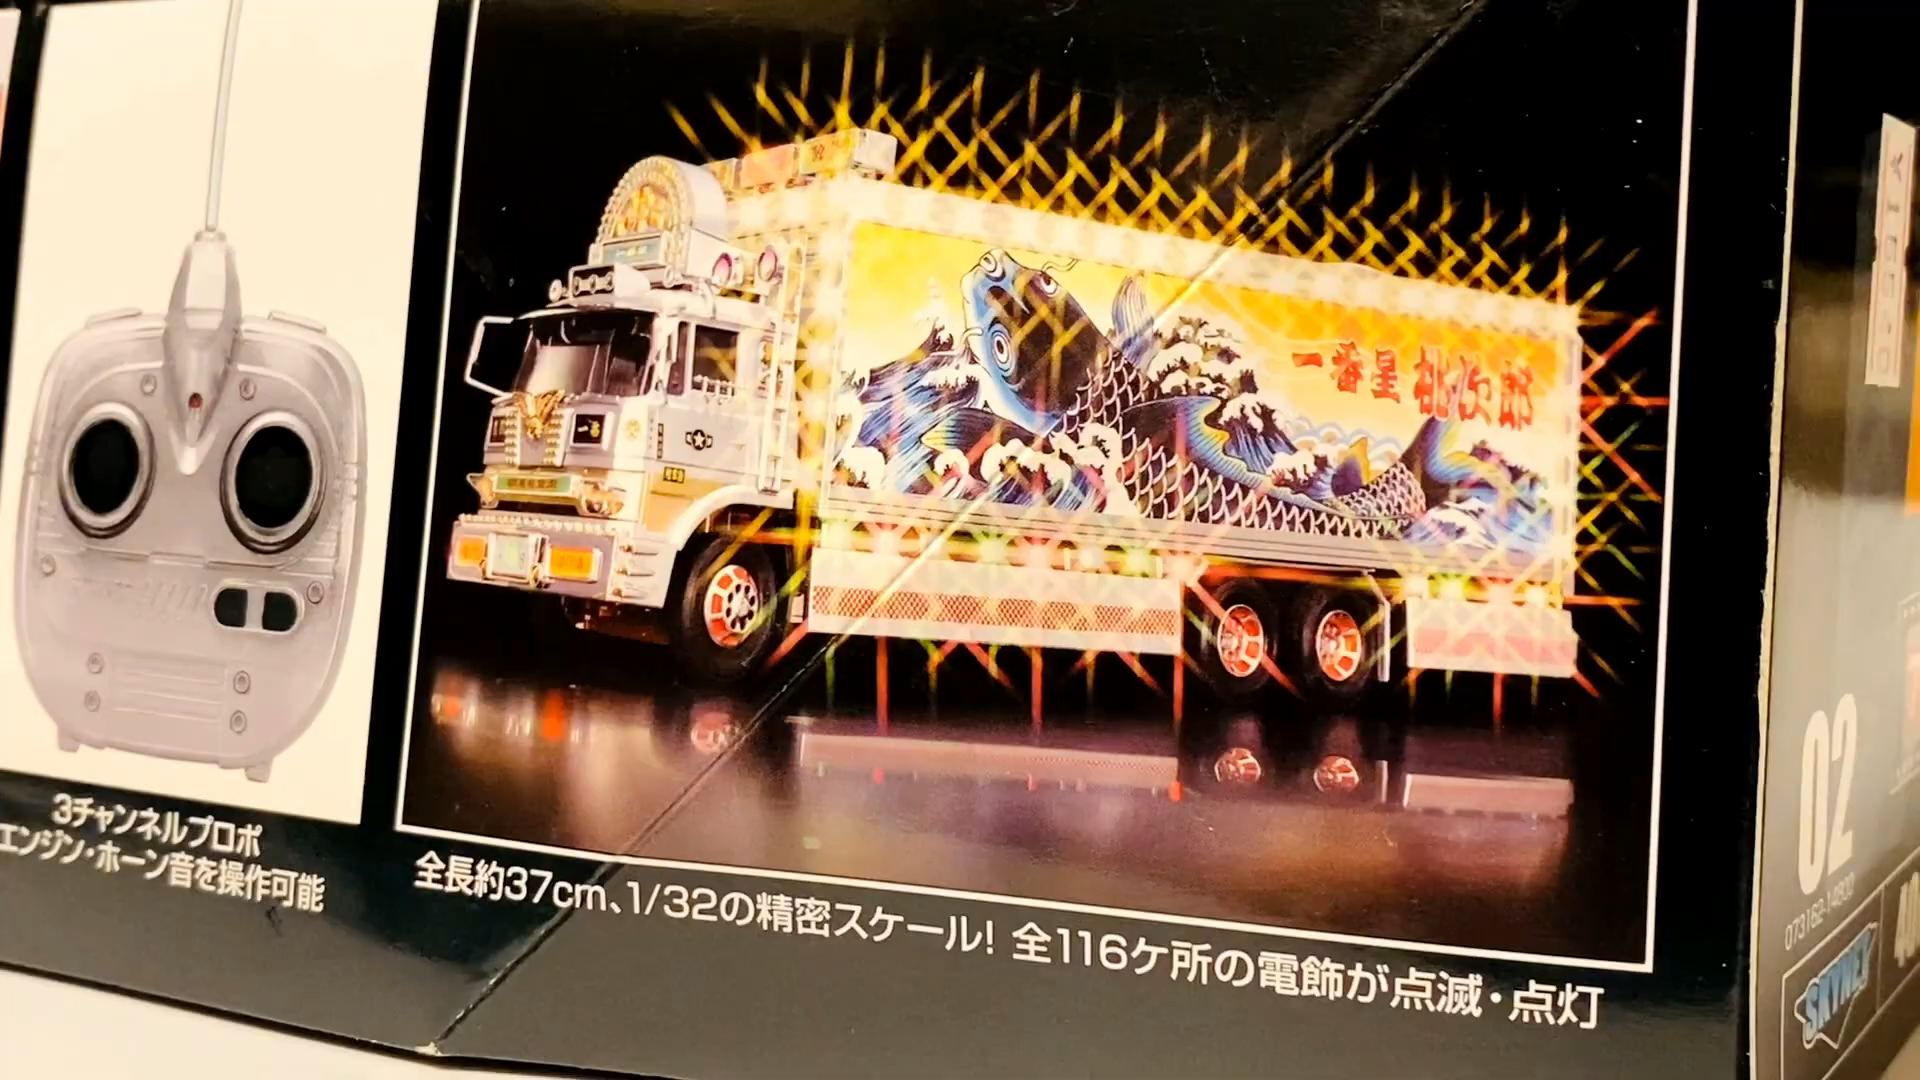 一番星 桃次郎
一番
3チャンネルプロポ
エンジン・ホーン音を操作可能
全長約37cm、1/32の精密スケール! 全116ケ所の電飾が点滅・点灯
02
SKYNET